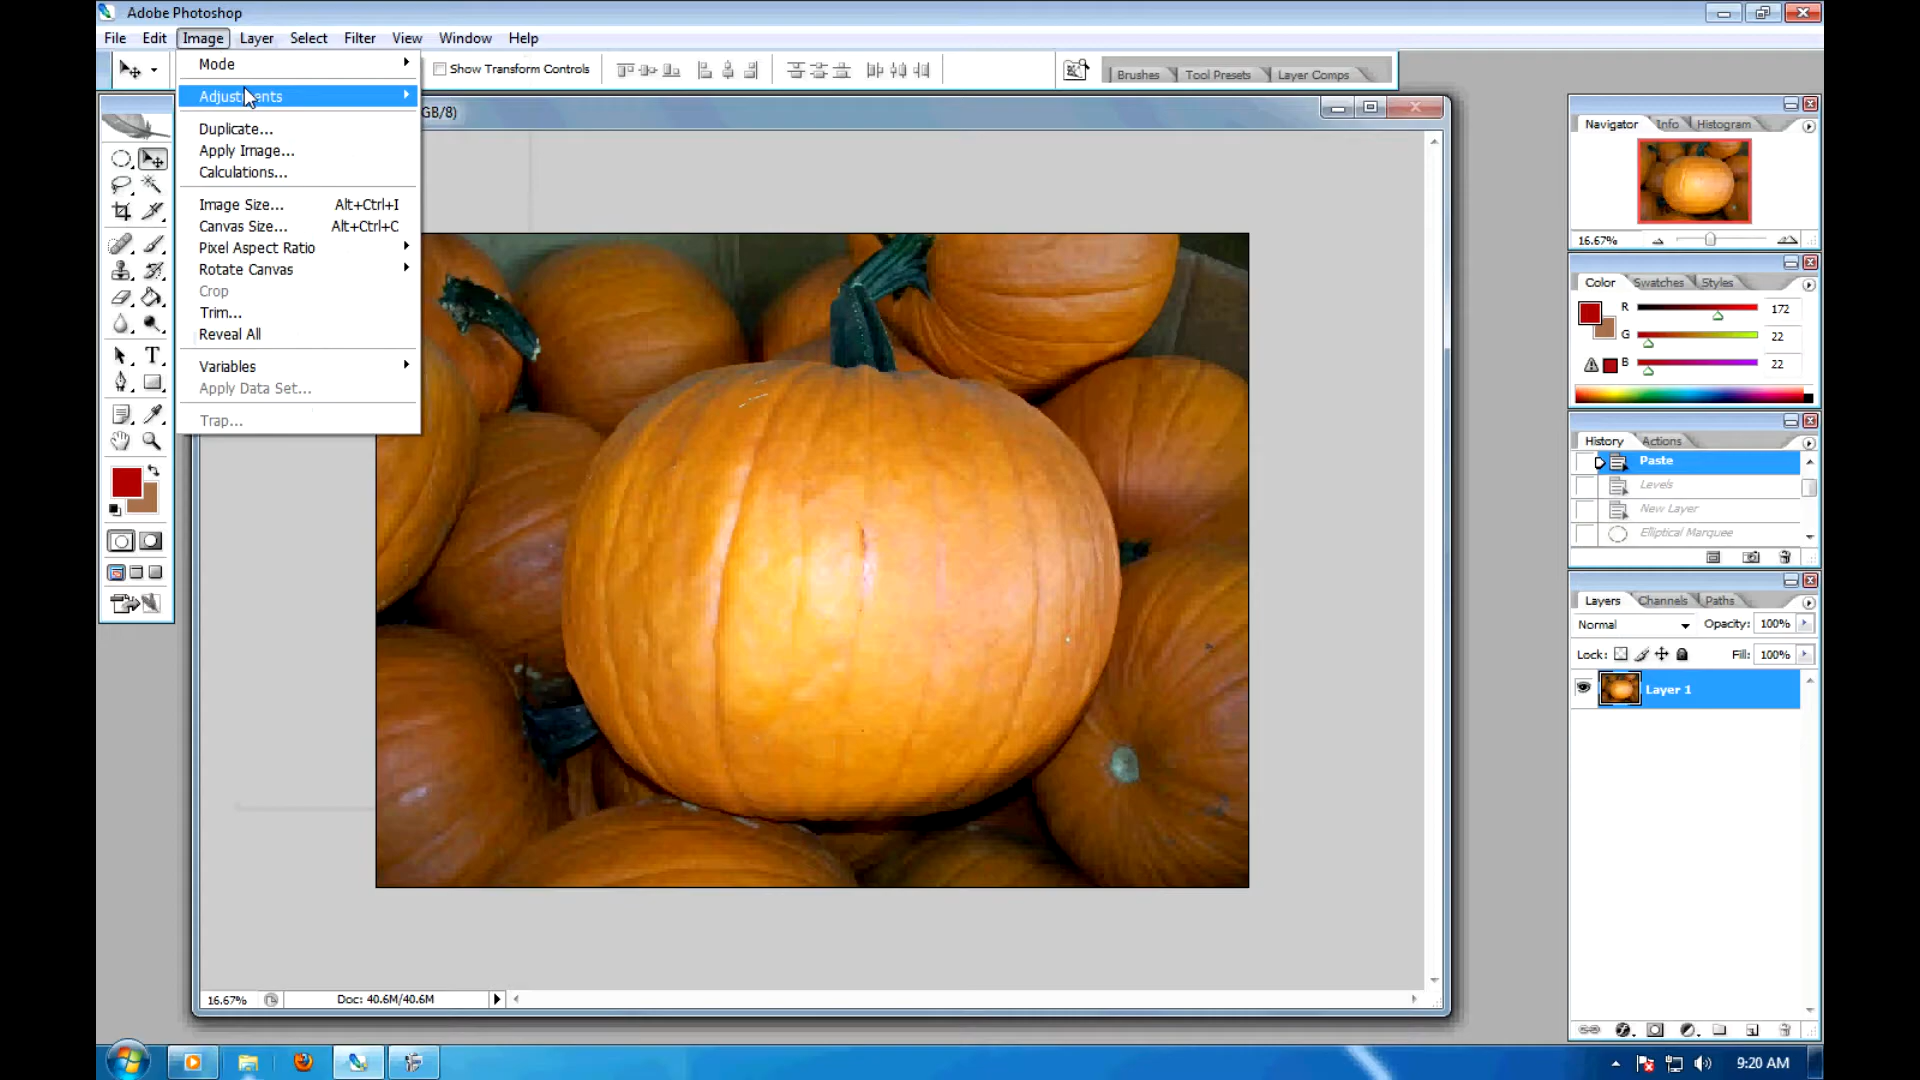 Adobe Photoshop
File Edit Image Layer Select Filter View Window Help
Show Transform Controls
Brushes Tool Presets Layer Comps
Mode
Adjustments
Duplicate...
Apply Image...
Calculations...
Image Size... Alt+Ctrl+I
Canvas Size... Alt+Ctrl+C
Pixel Aspect Ratio
Rotate Canvas
Crop
Trim...
Reveal All
Variables
Apply Data Set...
Trap...
GB/8)
T
Navigator Info Histogram
16.67%
Color Swatches Styles
R 172
G 22
B 22
History Actions
Paste
Levels
New Layer
Elliptical Marquee
Layers Channels Paths
Normal Opacity: 100%
Lock: Fill: 100%
Layer 1
16.67% Doc: 40.6M/40.6M
9:20 AM